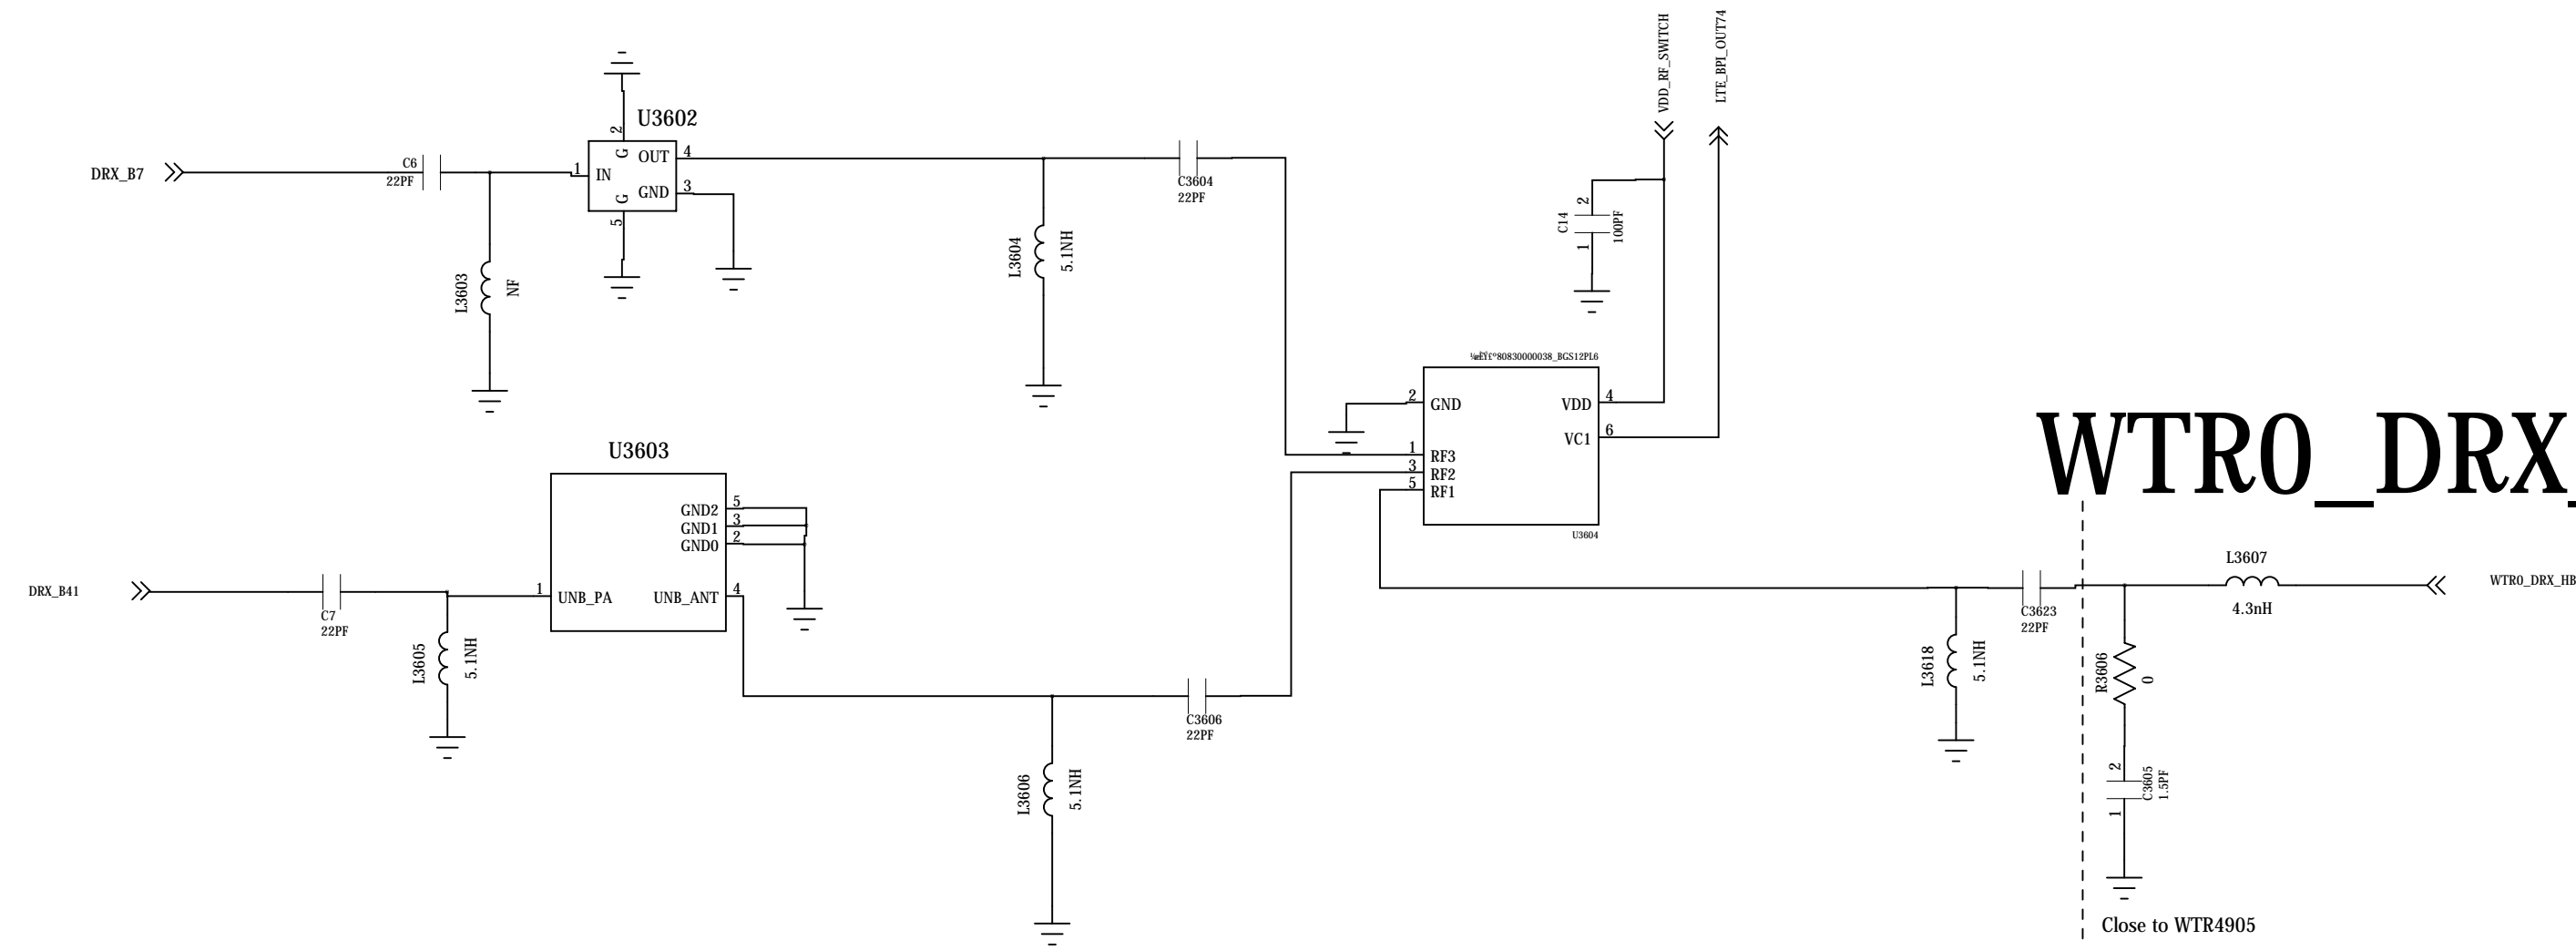 VDD_RF_SWITCH
LTE_BPI_OUT74
U3602
2
G
OUT
4
DRX_B7
C6
22PF
1
IN
G
GND
3
5
C3604
22PF
L3603
NF
L3604
5.1NH
C14
2
1
100PF
80830000038_BGS12PL6
2
GND
VDD
4
VC1
6
1
RF3
3
RF2
5
RF1
U3604
WTR0_DRX_
U3603
GND2
5
GND1
3
GND0
2
DRX_B41
C7
22PF
1
UNB_PA
UNB_ANT
4
L3605
5.1NH
C3606
22PF
L3606
5.1NH
L3618
5.1NH
C3623
22PF
L3607
4.3nH
WTR0_DRX_HB
R3606
0
2
C3605
1.5PF
1
Close to WTR4905